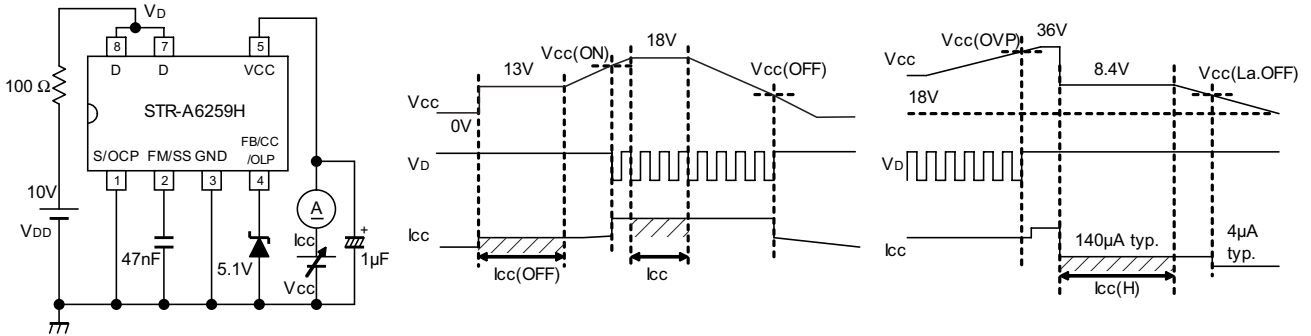 VD
8
7
5
D
D
VCC
100 Ω
STR-A6259H
FB/CC
S/OCP
FM/SS
GND
/OLP
1
2
3
4
10V
VDD
47nF
5.1V
A
Icc
Vcc
+
1μF
Vcc(ON)
18V
13V
Vcc(OFF)
Vcc
0V
VD
Icc
Icc(OFF)
Icc
Vcc(OVP)
36V
8.4V
Vcc(La.OFF)
Vcc
18V
VD
Icc
140μA typ.
4μA
typ.
Icc(H)